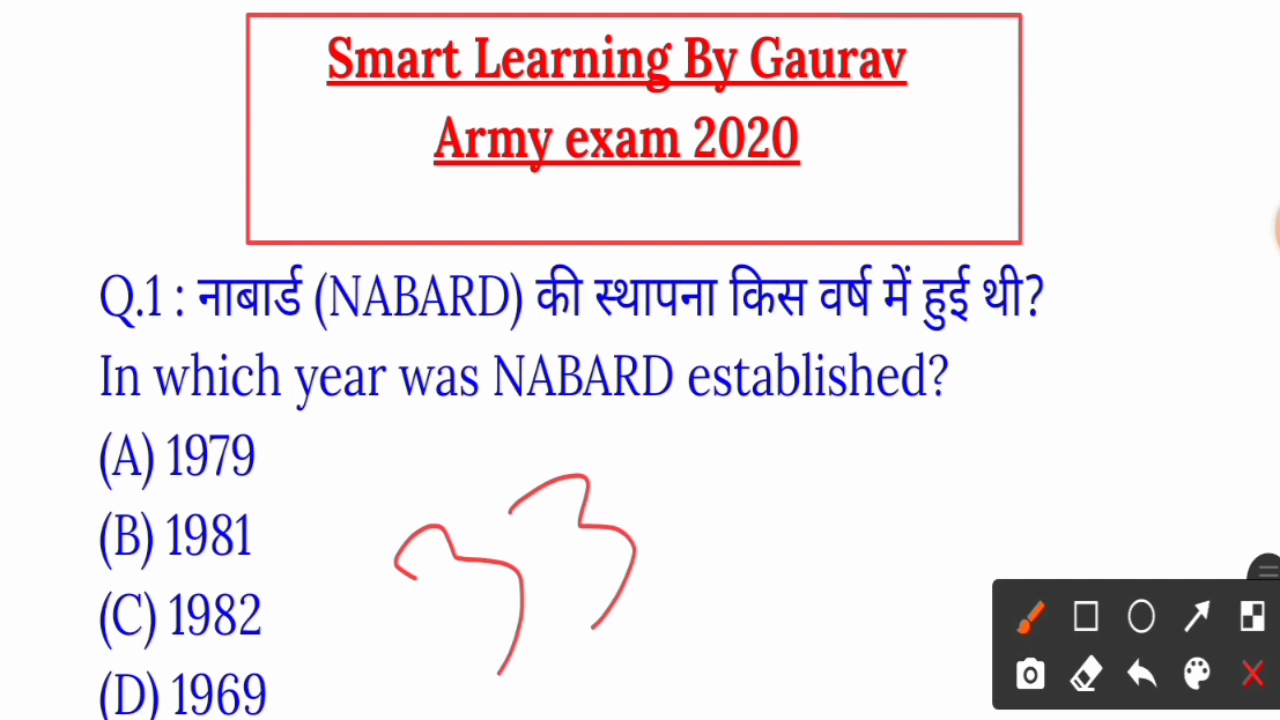 Smart Learning By Gaurav
Army exam 2020
Q.1 : नाबार्ड (NABARD) की स्थापना किस वर्ष में हुई थी?
In which year was NABARD established?
(A) 1979
(B) 1981
(C) 1982
(D) 1969